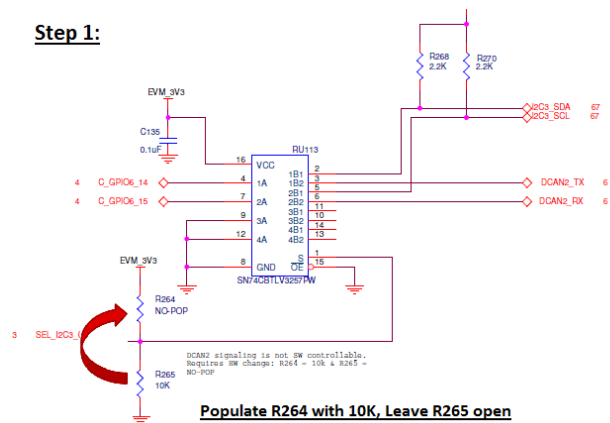 Step 1:
R268
2.2K
R270
2.2K
EVM_3V3
I2C3_SDA 67
I2C3_SCL 67
C135
0.1uF
RU113
16 VCC
1B1 2
4 C_GPIO6_14 4 1A
1B2 3
DCAN2_TX 6
2B1 5
4 C_GPIO6_15 7 2A
2B2 6
DCAN2_RX 6
9 3A
3B1 11
3B2 10
12 4A
4B1 14
4B2 13
S 1
8 GND
OE 15
SN74CBTLV3257PW
EVM_3V3
R264
NO-POP
3 SEL_I2C3_
DCAN2 signaling is not SW controllable.
Requires HW change: R264 = 10k & R265 =
NO-POP
R265
10K
Populate R264 with 10K, Leave R265 open